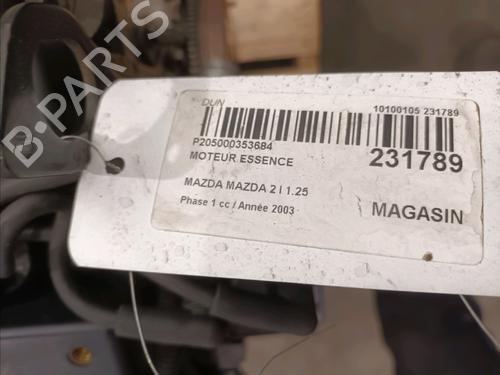 DUN
10100105 231789
P205000353684
231789
MOTEUR ESSENCE
MAZDA MAZDA 2 I 1.25
Phase 1 cc / Année 2003
MAGASIN
B-PARTS